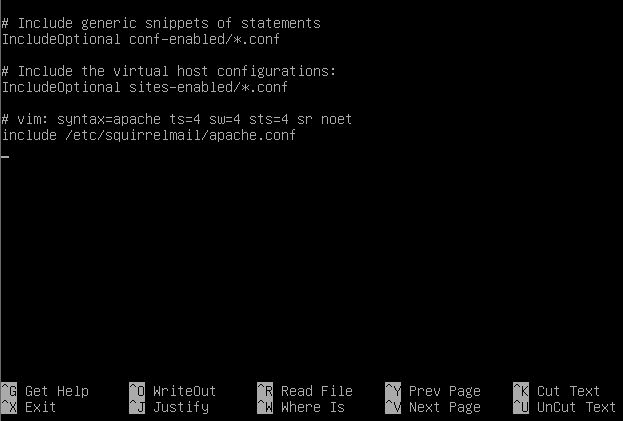 # Include generic snippets of statements
IncludeOptional conf-enabled/*.conf
# Include the virtual host configurations:
IncludeOptional sites-enabled/*.conf
# vim: syntax=apache ts=4 sw=4 sts=4 sr noet
include /etc/squirrelmail/apache.conf
^G Get Help ^O WriteOut ^R Read File ^Y Prev Page ^K Cut Text
^X Exit ^J Justify ^W Where Is ^V Next Page ^U UnCut Text